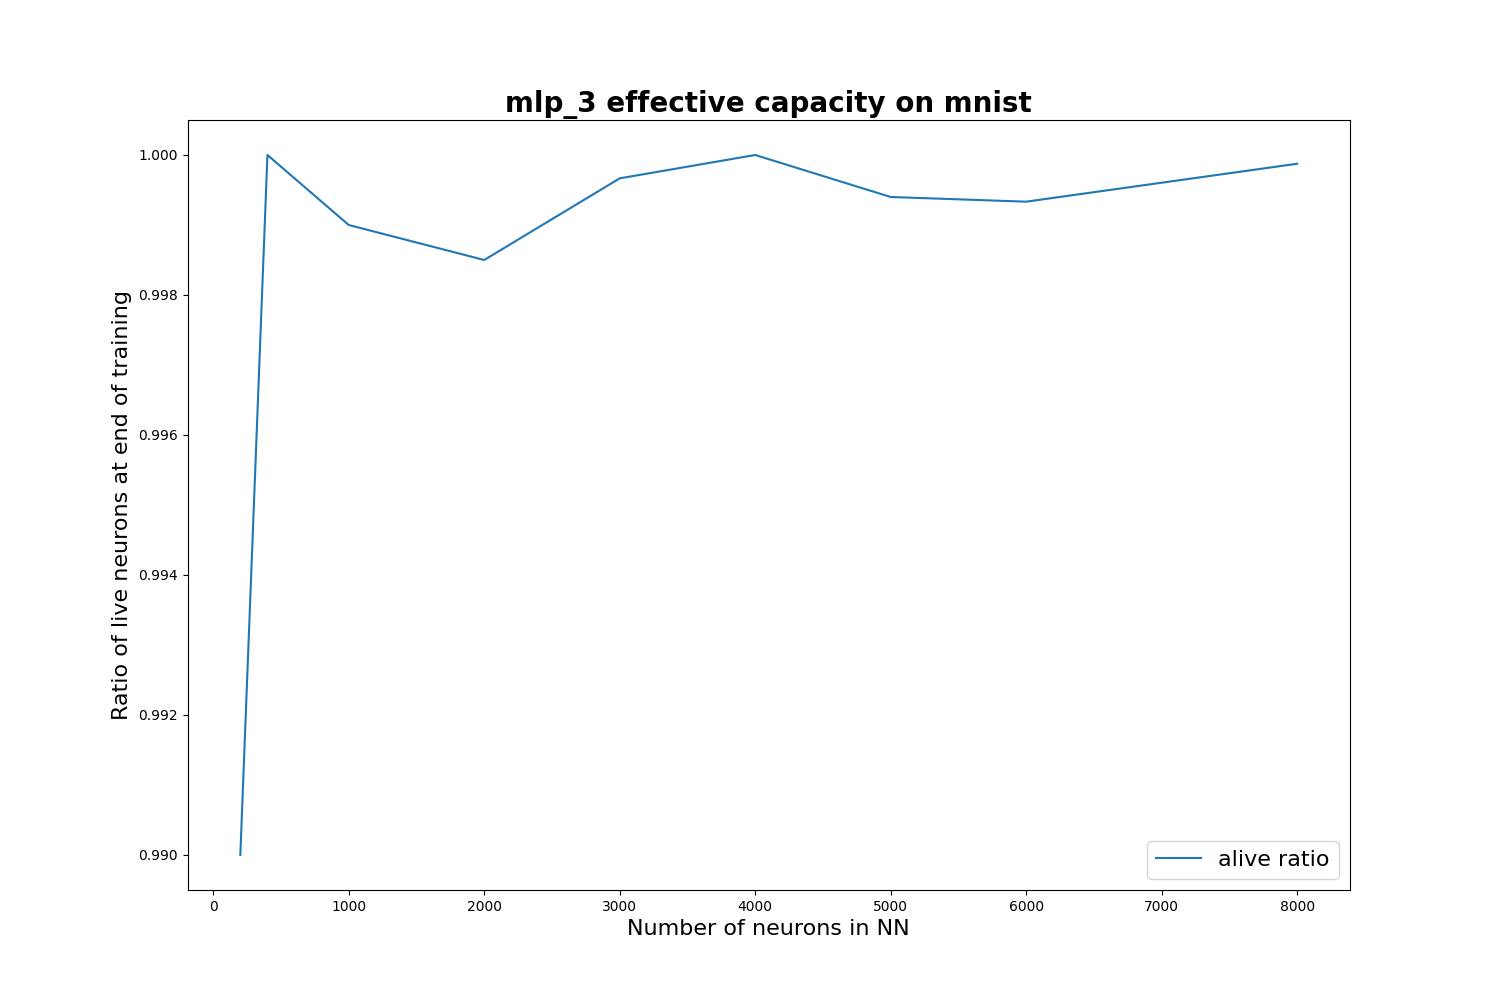 mlp_3 effective capacity on mnist
Ratio of live neurons at end of training
1.000
0.998
0.996
0.994
0.992
0.990
alive ratio
0 1000 2000 3000 4000 5000 6000 7000 8000
Number of neurons in NN